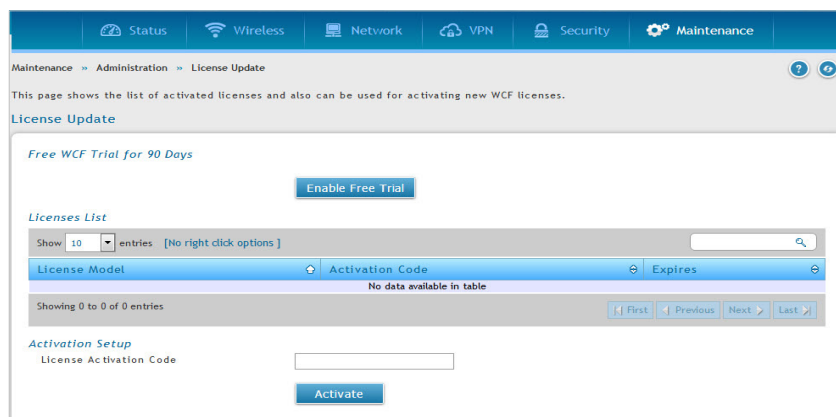 Status Wireless Network VPN Security Maintenance
Maintenance » Administration » License Update
?
This page shows the list of activated licenses and also can be used for activating new WCF licenses.
License Update
Free WCF Trial for 90 Days
Enable Free Trial
Licenses List
Show 10 entries [No right click options ]
License Model Activation Code Expires
No data available in table
Showing 0 to 0 of 0 entries
First Previous Next Last
Activation Setup
License Activation Code
Activate